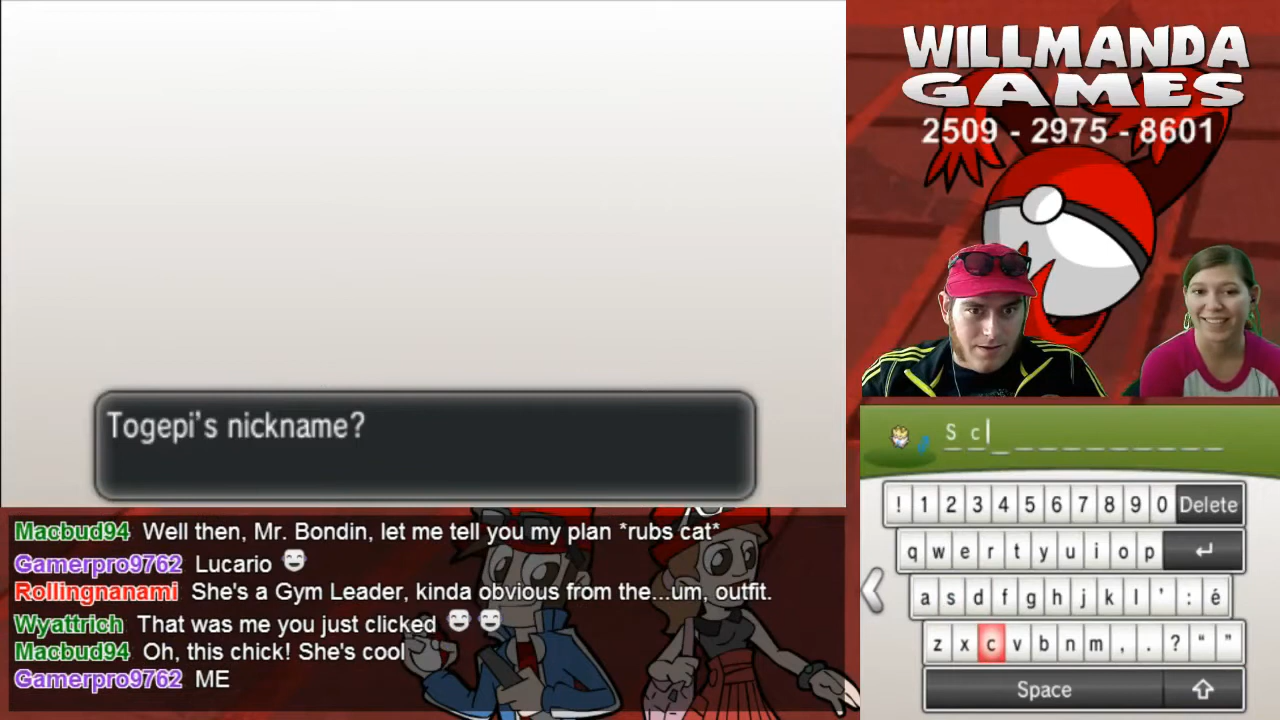 WILLMANDA
GAMES
2509 - 2975 - 8601
Togepi's nickname?
S c
! 1 2 3 4 5 6 7 8 9 0 Delete
q w e r t y u i o p
a s d f g h j k l ' : é
z x c v b n m , . ? “ ”
Space
Macbud94 Well then, Mr. Bondin, let me tell you my plan *rubs cat*
Gamerpro9762 Lucario
Rollingnanami She's a Gym Leader, kinda obvious from the...um, outfit.
Wyattrich That was me you just clicked
Macbud94 Oh, this chick! She's cool
Gamerpro9762 ME